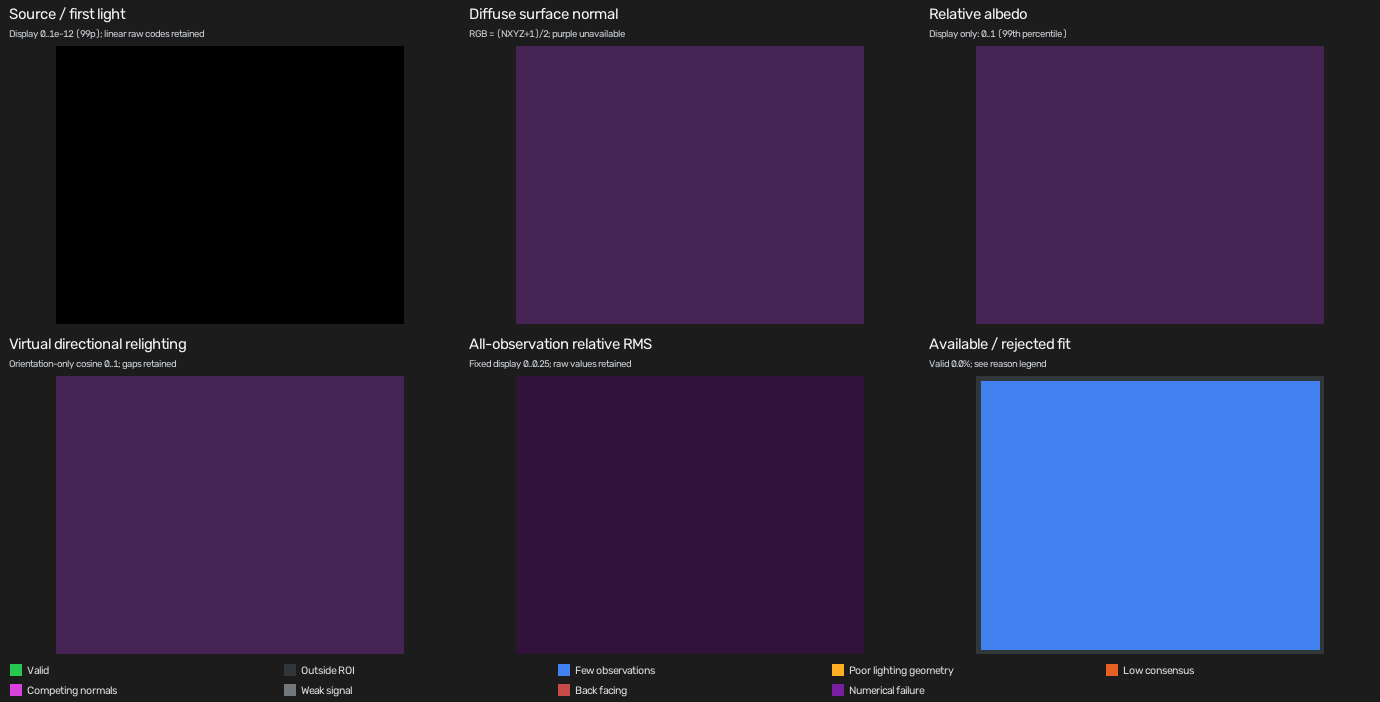 Source / first light
Display 0..1e-12 (99p); linear raw codes retained
Diffuse surface normal
RGB = (NXYZ+1)/2; purple unavailable
Relative albedo
Display only: 0..1 (99th percentile)
Virtual directional relighting
Orientation-only cosine 0..1; gaps retained
All-observation relative RMS
Fixed display 0..0.25; raw values retained
Available / rejected fit
Valid 0.0%; see reason legend
Valid
Outside ROI
Few observations
Poor lighting geometry
Low consensus
Competing normals
Weak signal
Back facing
Numerical failure